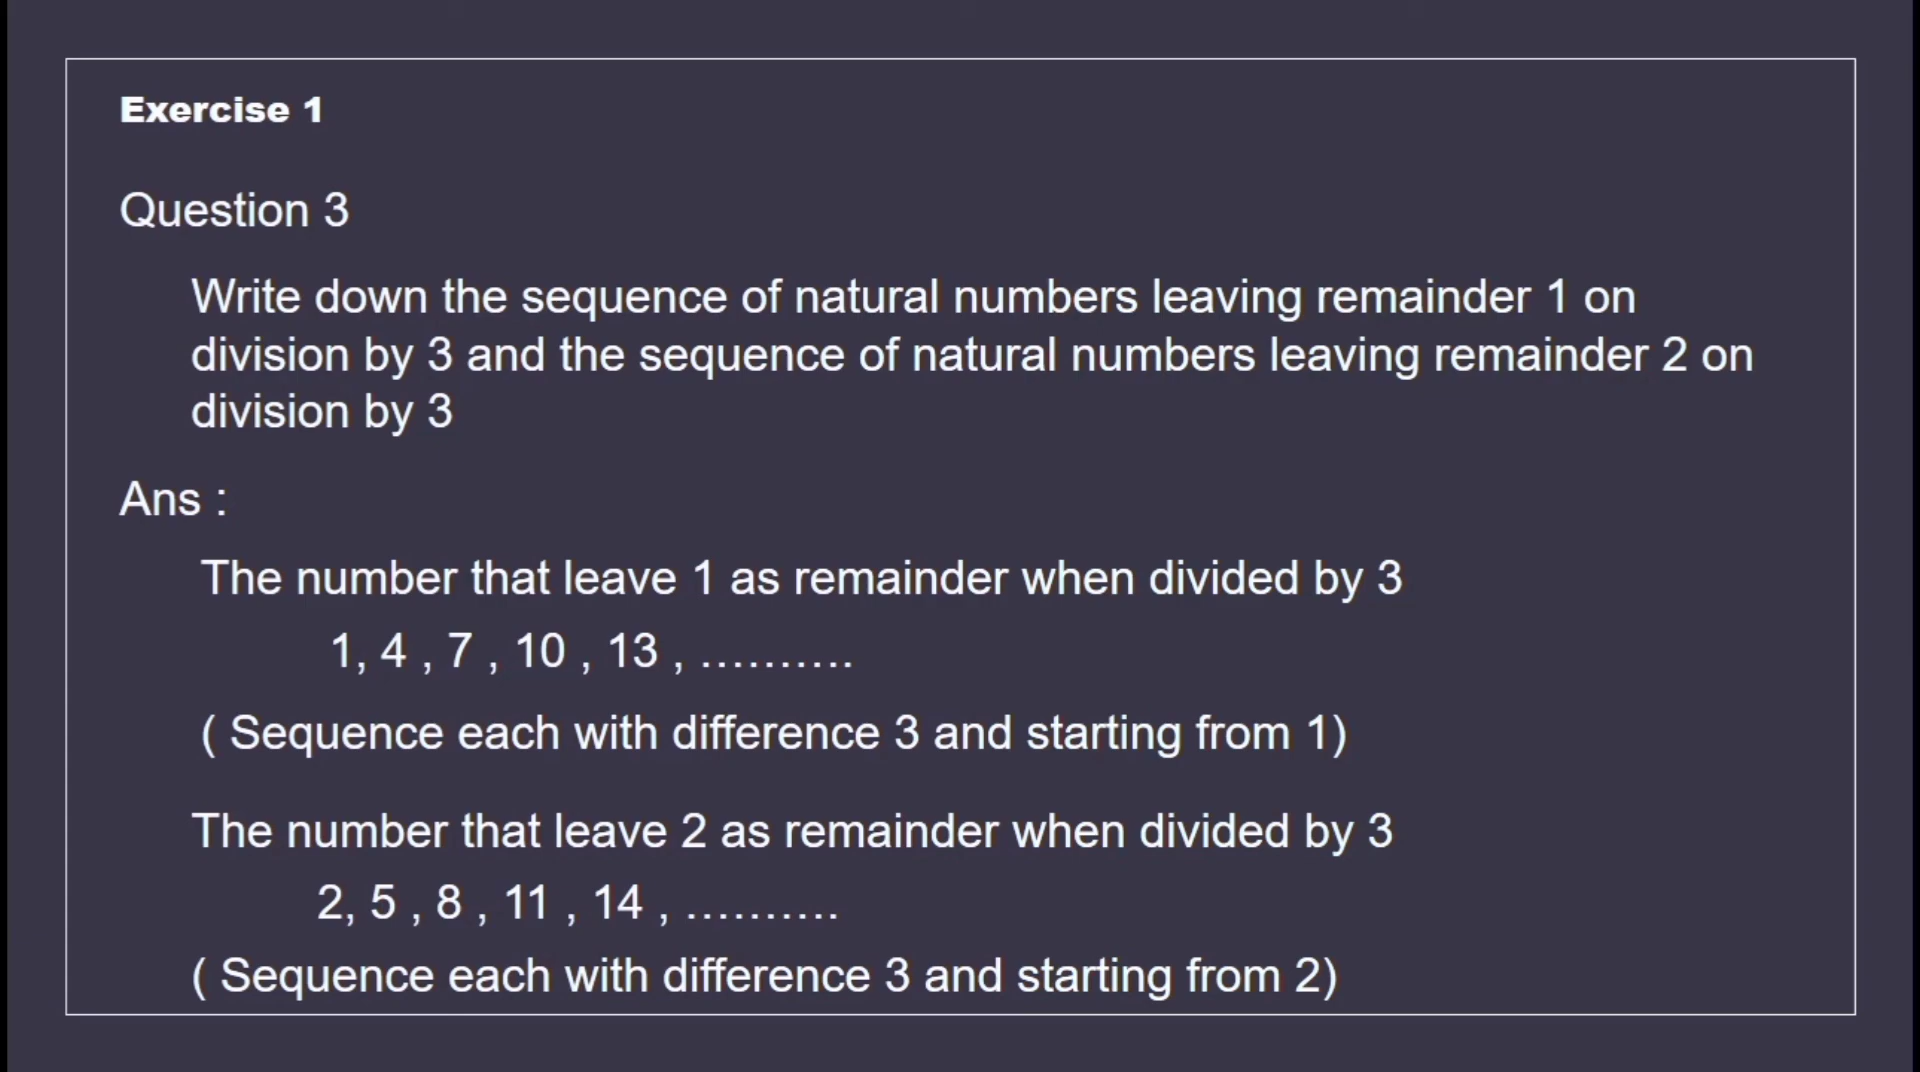 Exercise 1
Question 3
Write down the sequence of natural numbers leaving remainder 1 on
division by 3 and the sequence of natural numbers leaving remainder 2 on
division by 3
Ans :
The number that leave 1 as remainder when divided by 3
1, 4 , 7 , 10 , 13 , ..........
( Sequence each with difference 3 and starting from 1)
The number that leave 2 as remainder when divided by 3
2, 5 , 8 , 11 , 14 , ..........
( Sequence each with difference 3 and starting from 2)